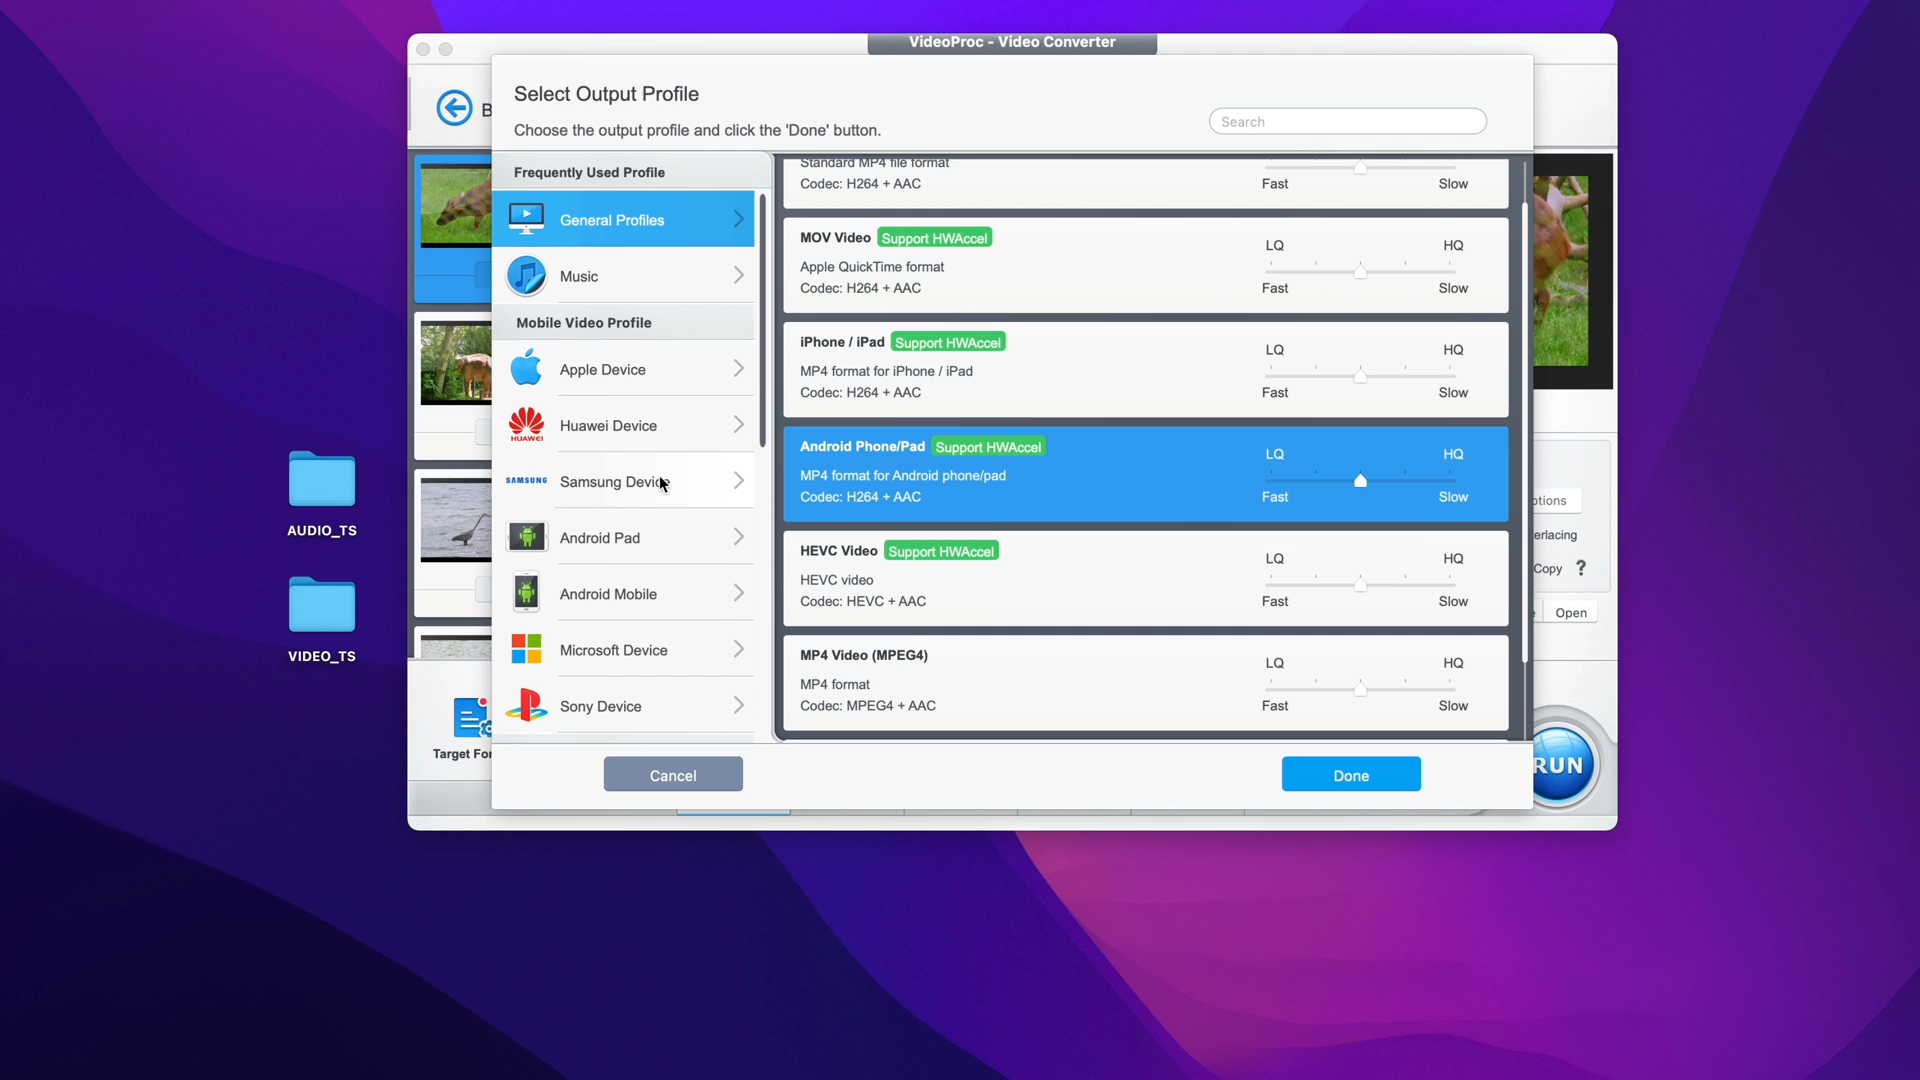 VideoProc - Video Converter
Select Output Profile
Choose the output profile and click the 'Done' button.
Search
B
Frequently Used Profile
General Profiles
Music
Mobile Video Profile
Apple Device
HUAWEI
Huawei Device
SAMSUNG
Samsung Device
Android Pad
Android Mobile
Microsoft Device
Sony Device
Standard MP4 file format
Codec: H264 + AAC
Fast Slow
MOV Video Support HWAccel
LQ HQ
Apple QuickTime format
Codec: H264 + AAC
Fast Slow
iPhone / iPad Support HWAccel
LQ HQ
MP4 format for iPhone / iPad
Codec: H264 + AAC
Fast Slow
Android Phone/Pad Support HWAccel
LQ HQ
MP4 format for Android phone/pad
Codec: H264 + AAC
Fast Slow
HEVC Video Support HWAccel
LQ HQ
HEVC video
Codec: HEVC + AAC
Fast Slow
MP4 Video (MPEG4)
LQ HQ
MP4 format
Codec: MPEG4 + AAC
Fast Slow
Cancel
Done
ptions
erlacing
Copy ?
Open
RUN
Target For
AUDIO_TS
VIDEO_TS